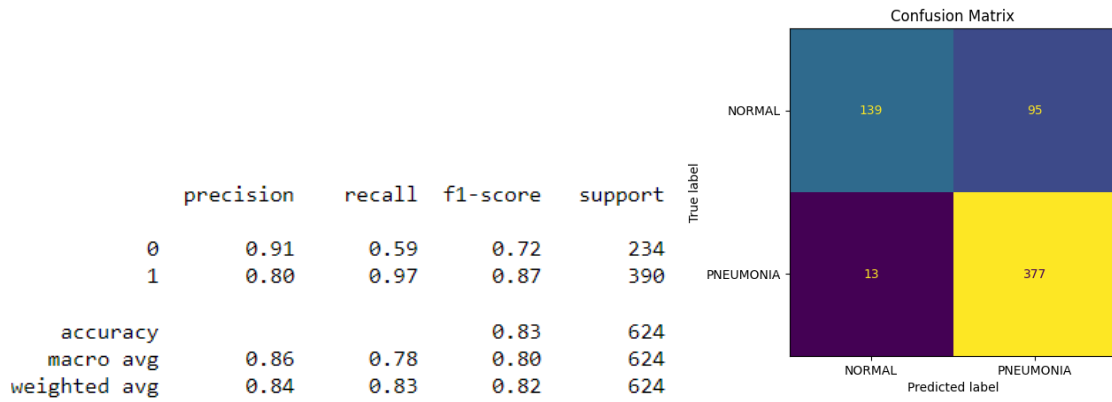 precision recall f1-score support
0 0.91 0.59 0.72 234
1 0.80 0.97 0.87 390
accuracy 0.83 624
macro avg 0.86 0.78 0.80 624
weighted avg 0.84 0.83 0.82 624
Confusion Matrix
True label
NORMAL 139 95
PNEUMONIA 13 377
NORMAL PNEUMONIA
Predicted label